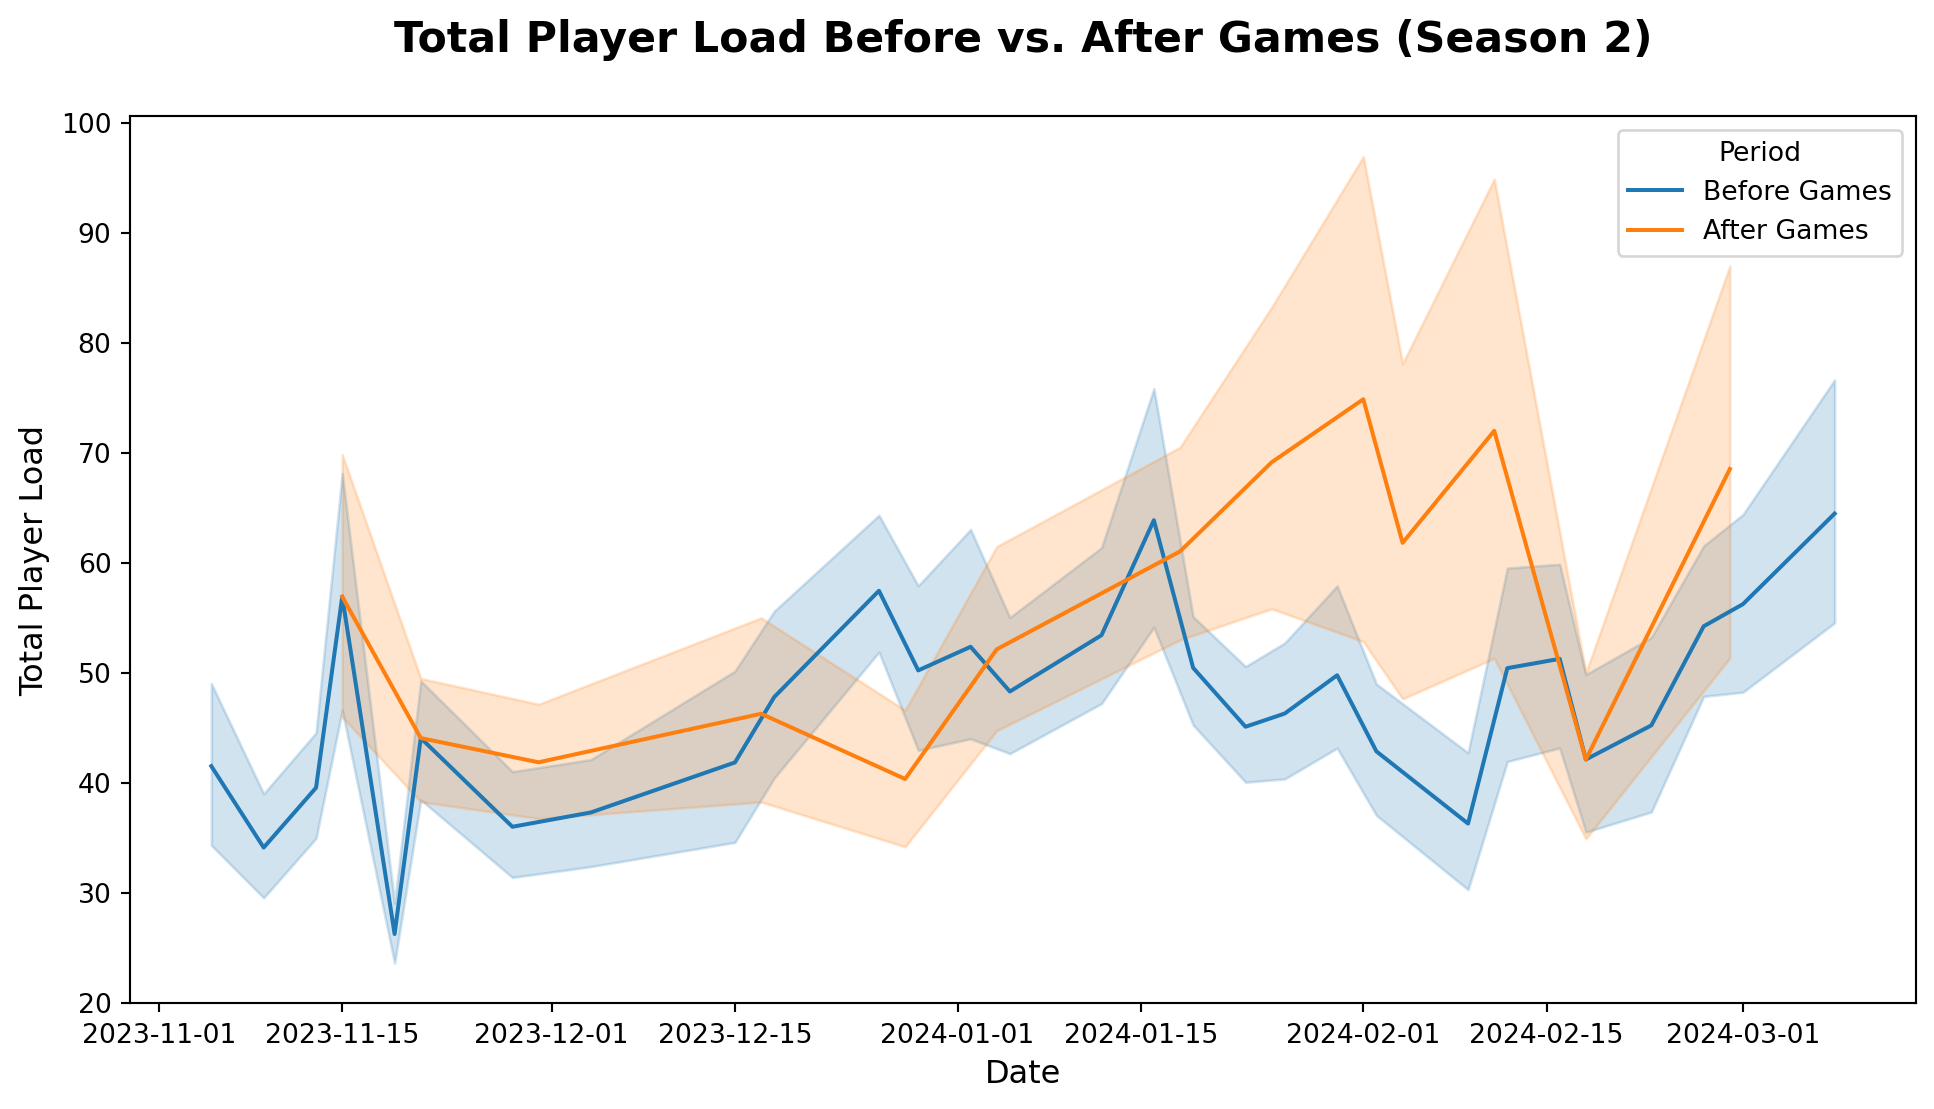 Total Player Load Before vs. After Games (Season 2)
Period
Before Games
After Games
Total Player Load
100
90
80
70
60
50
40
30
20
2023-11-01 2023-11-15 2023-12-01 2023-12-15 2024-01-01 2024-01-15 2024-02-01 2024-02-15 2024-03-01
Date